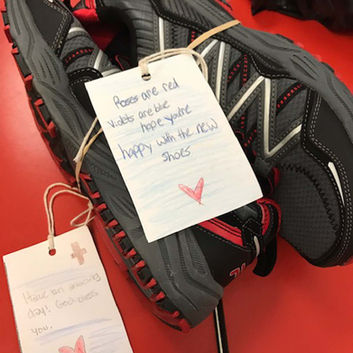 Roses are red
violets are blue
hope you're
happy with the new
shoes
Have an amazing
day! God bless
you.